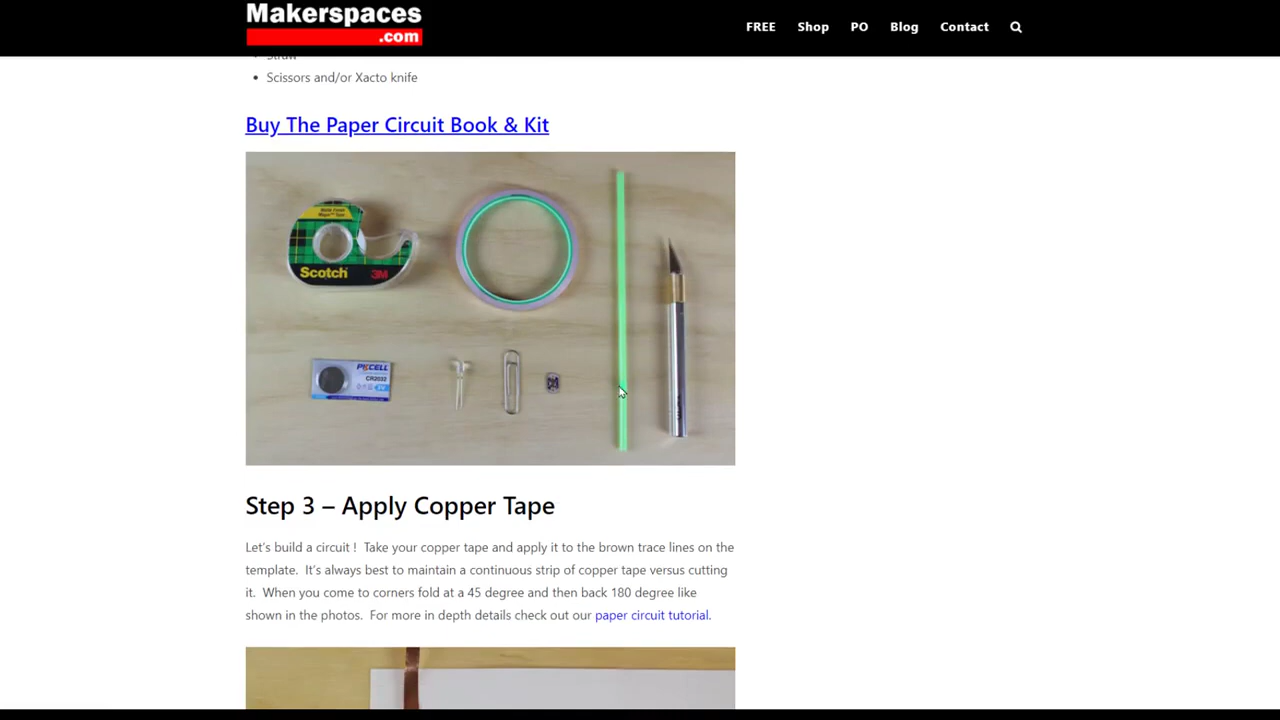 Makerspaces
.com
FREE Shop PO Blog Contact
Straw
• Scissors and/or Xacto knife
Buy The Paper Circuit Book & Kit
Scotch 3M
PKCELL
CR2032
Step 3 – Apply Copper Tape
Let's build a circuit ! Take your copper tape and apply it to the brown trace lines on the
template. It's always best to maintain a continuous strip of copper tape versus cutting
it. When you come to corners fold at a 45 degree and then back 180 degree like
shown in the photos. For more in depth details check out our paper circuit tutorial.